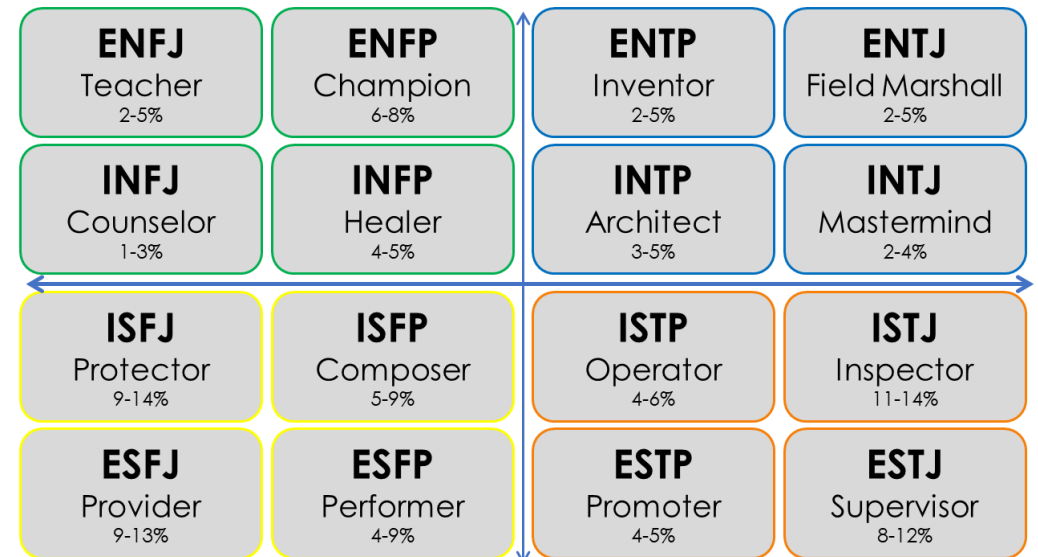 ENFJ
Teacher
2-5%
ENFP
Champion
6-8%
ENTP
Inventor
2-5%
ENTJ
Field Marshall
2-5%
INFJ
Counselor
1-3%
INFP
Healer
4-5%
INTP
Architect
3-5%
INTJ
Mastermind
2-4%
ISFJ
Protector
9-14%
ISFP
Composer
5-9%
ISTP
Operator
4-6%
ISTJ
Inspector
11-14%
ESFJ
Provider
9-13%
ESFP
Performer
4-9%
ESTP
Promoter
4-5%
ESTJ
Supervisor
8-12%